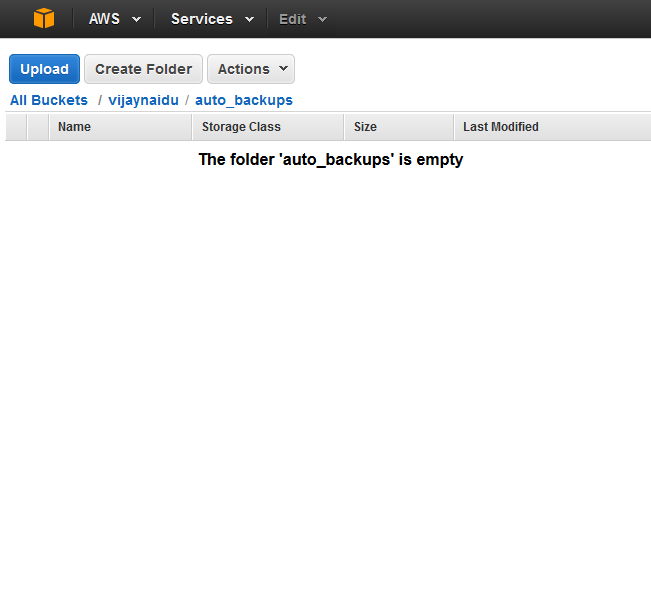 AWS Services Edit
Upload Create Folder Actions
All Buckets / vijaynaidu / auto_backups
Name Storage Class Size Last Modified
The folder 'auto_backups' is empty